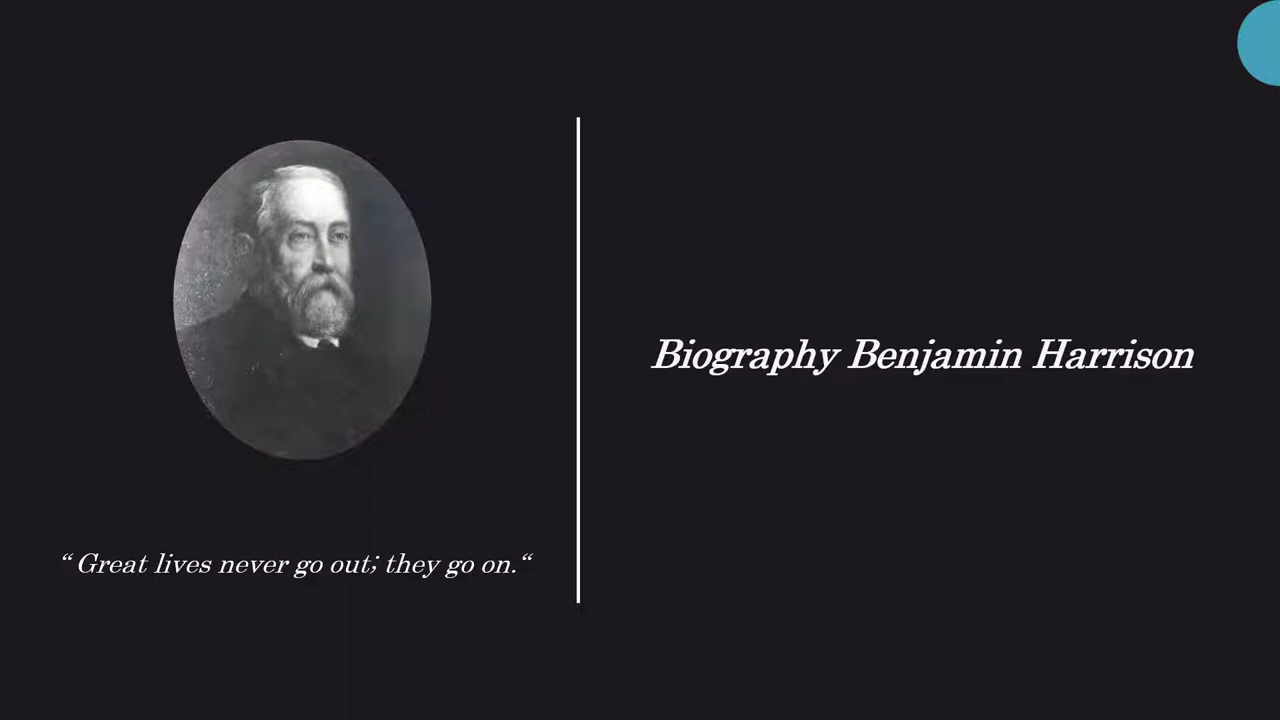 “ Great lives never go out; they go on.“
Biography Benjamin Harrison